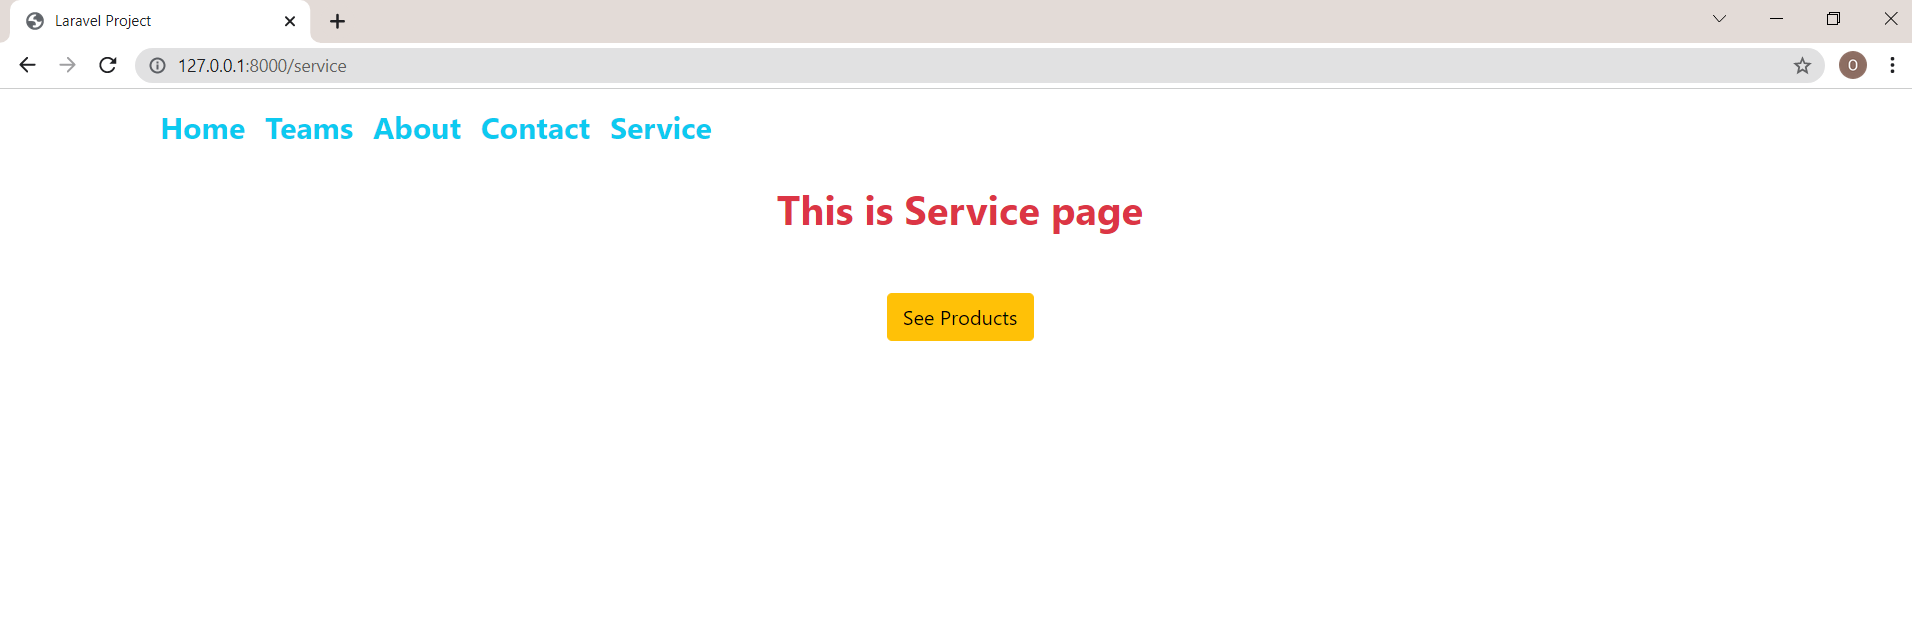 Laravel Project
127.0.0.1:8000/service
O
Home Teams About Contact Service
This is Service page
See Products